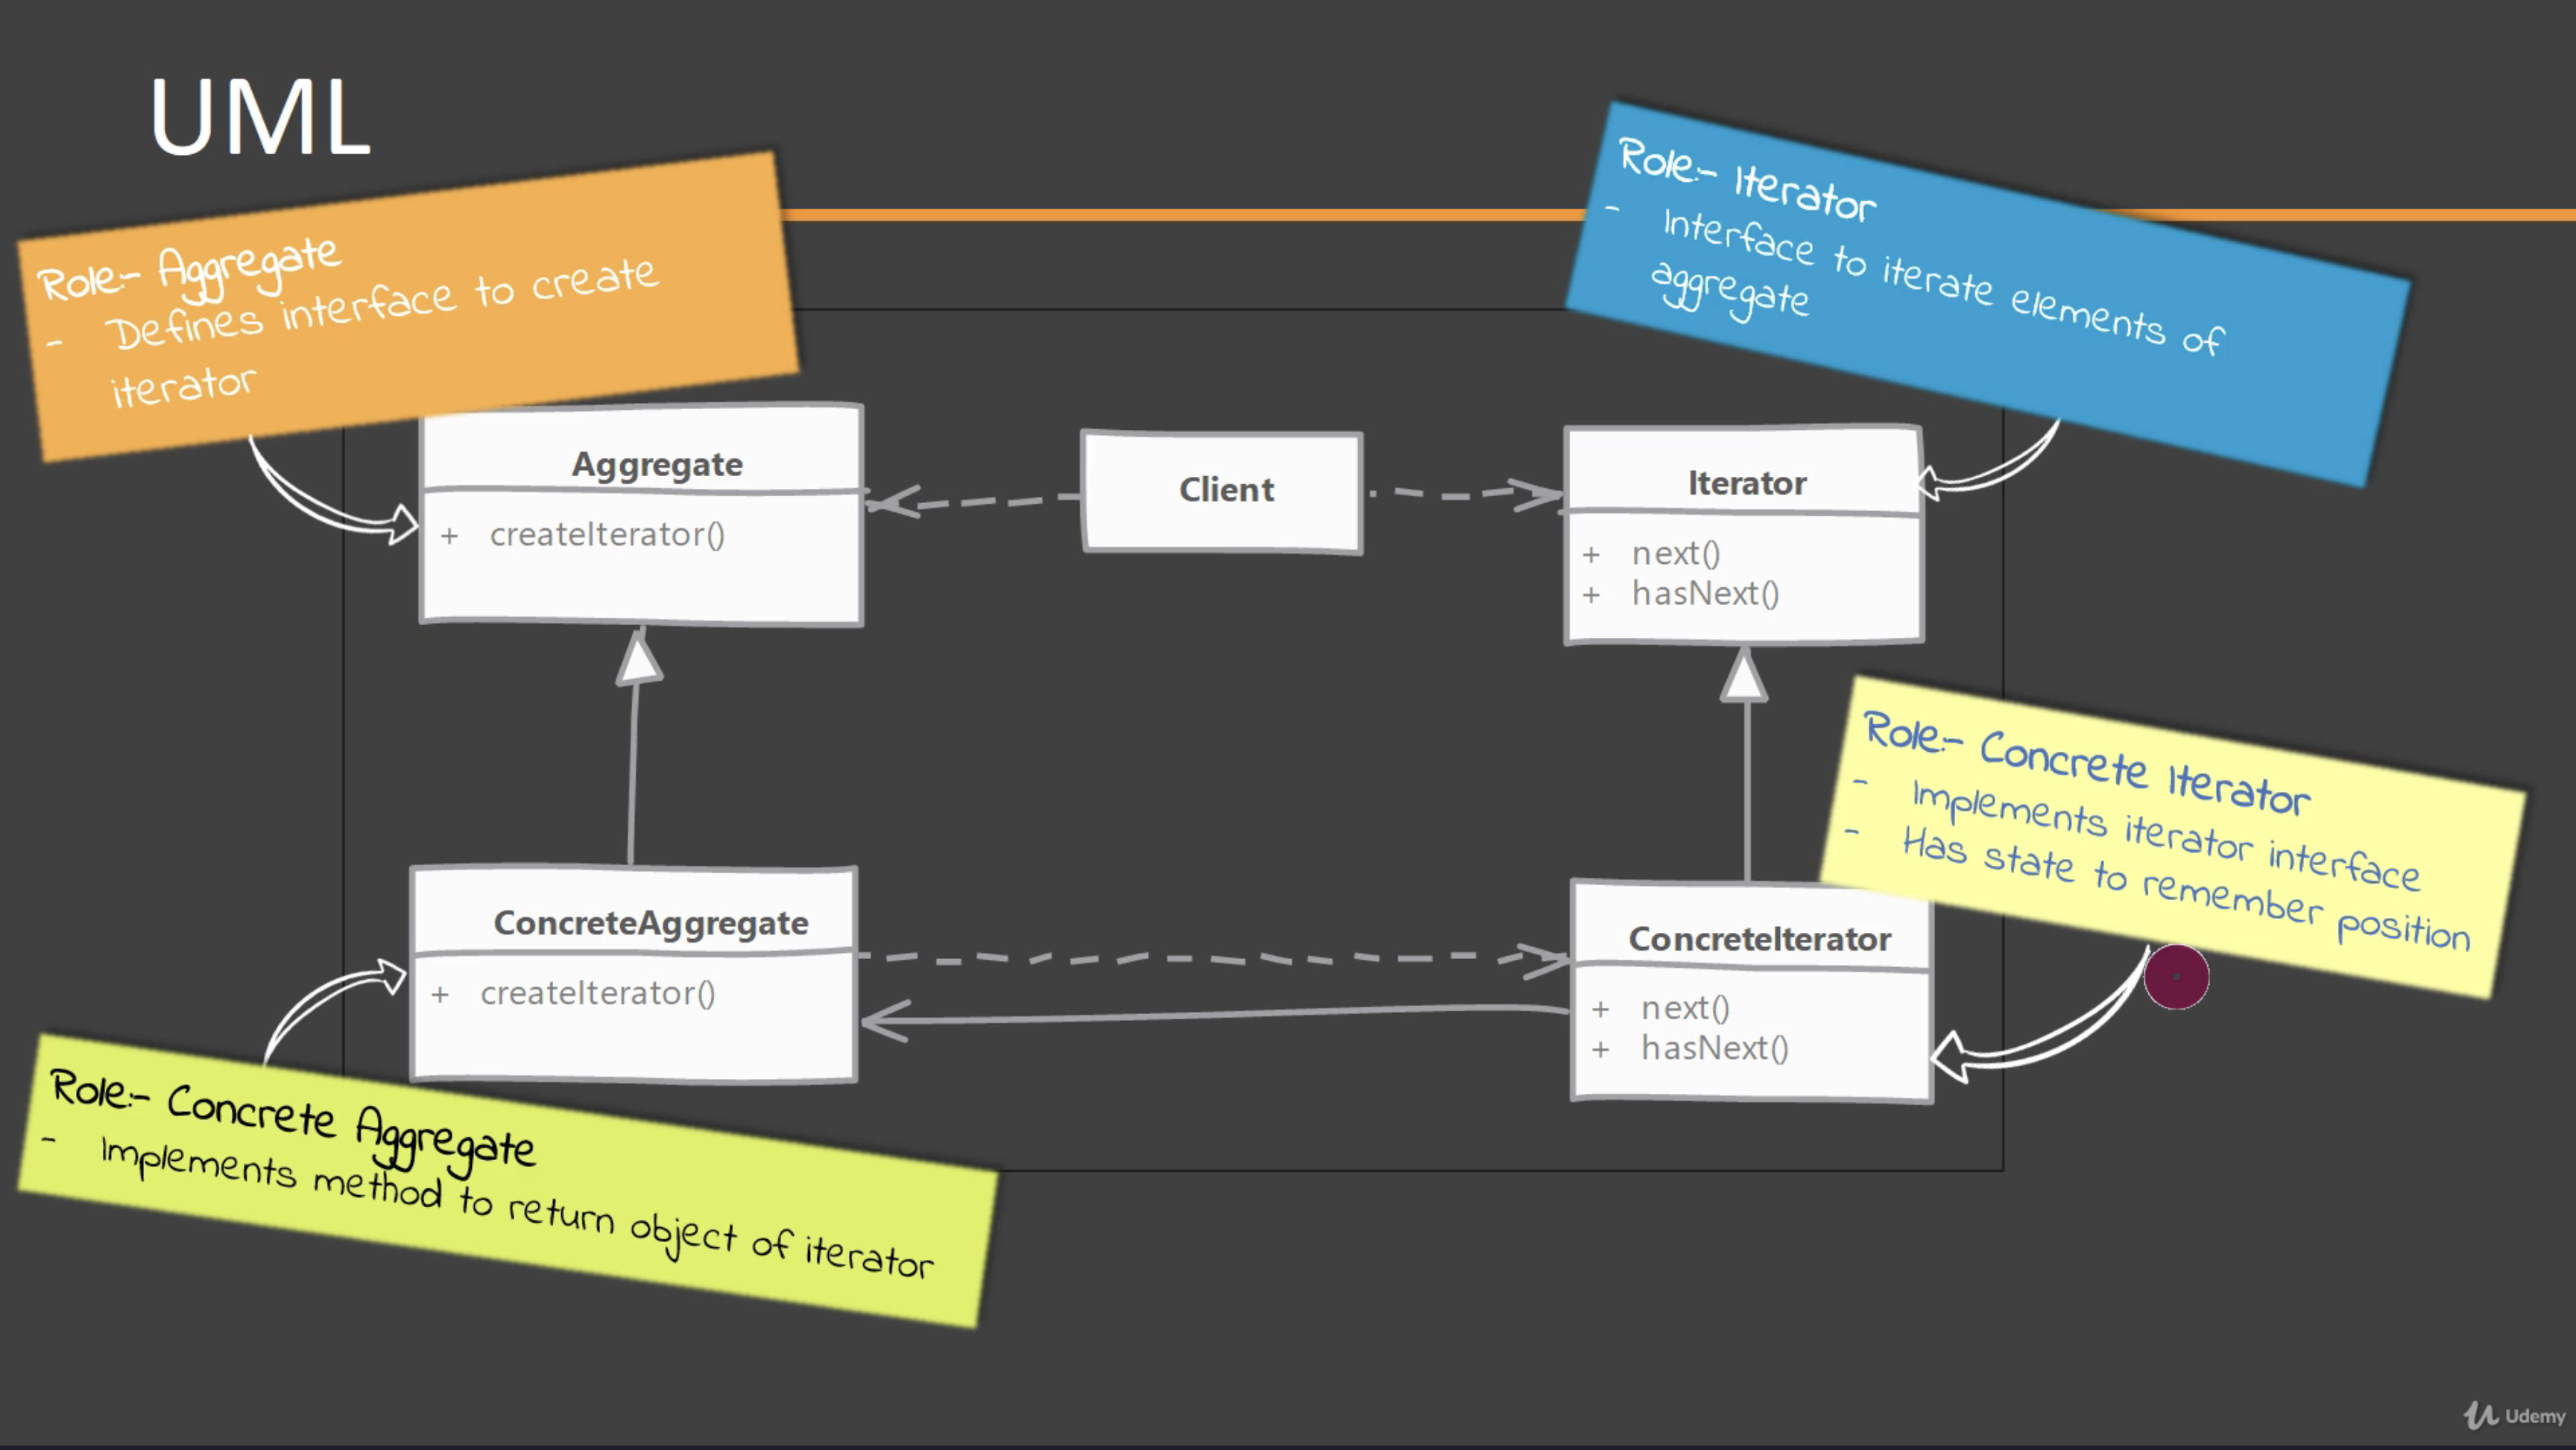 UML
Role:- Aggregate
- Defines interface to create
iterator
Role:- Iterator
- Interface to iterate elements of
aggregate
Aggregate
+ createIterator()
Client
Iterator
+ next()
+ hasNext()
Role:- Concrete Iterator
- Implements iterator interface
- Has state to remember position
ConcreteAggregate
+ createIterator()
ConcreteIterator
+ next()
+ hasNext()
Role:- Concrete Aggregate
- Implements method to return object of iterator
Udemy